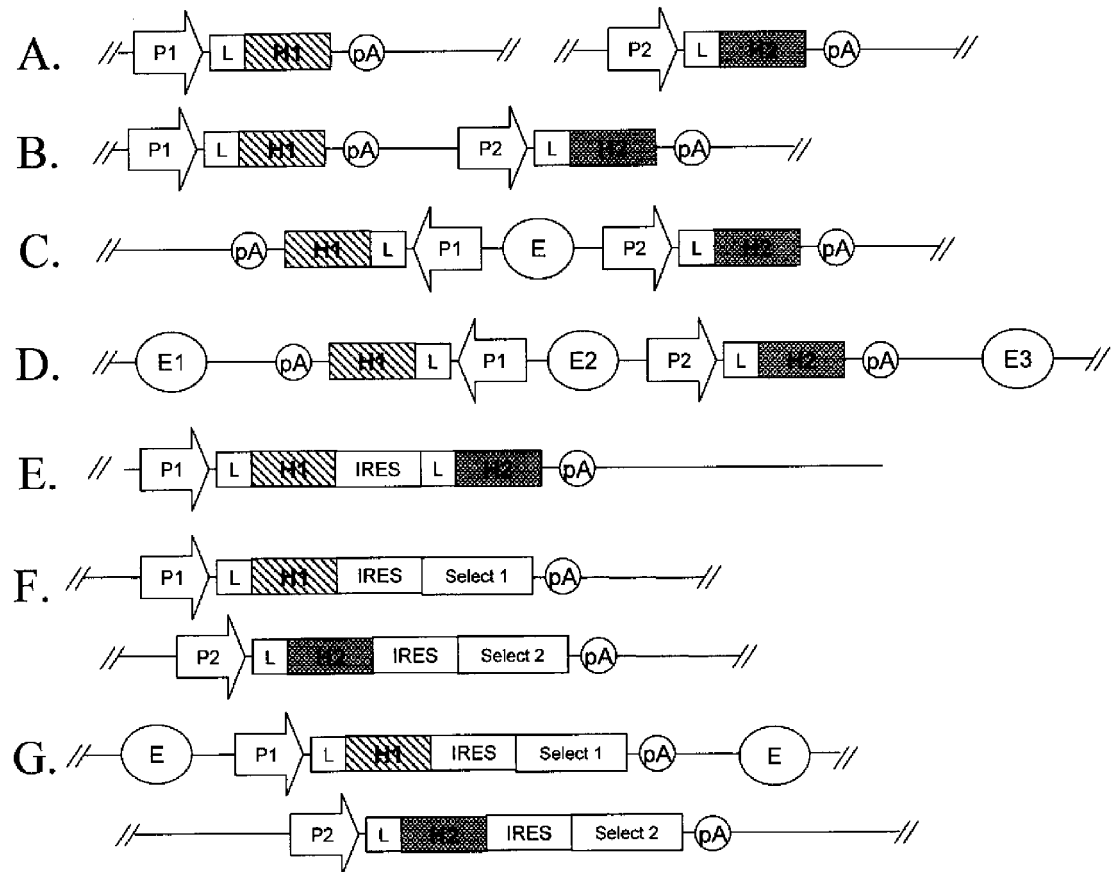 A. P1 L H1 pA P2 L H2 pA
B. P1 L H1 pA P2 L H2 pA
C. pA H1 L P1 E P2 L H2 pA
D. E1 pA H1 L P1 E2 P2 L H2 pA E3
E. P1 L H1 IRES L H2 pA
F. P1 L H1 IRES Select 1 pA
P2 L H2 IRES Select 2 pA
G. E P1 L H1 IRES Select 1 pA E
P2 L H2 IRES Select 2 pA